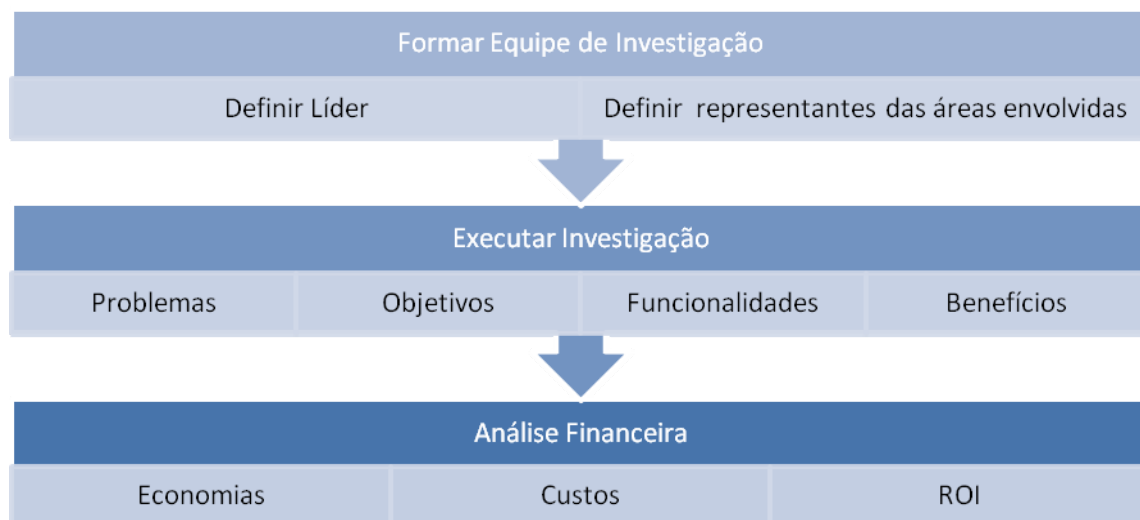 Formar Equipe de Investigação
Definir Líder
Definir representantes das áreas envolvidas
Executar Investigação
Problemas
Objetivos
Funcionalidades
Benefícios
Análise Financeira
Economias
Custos
ROI